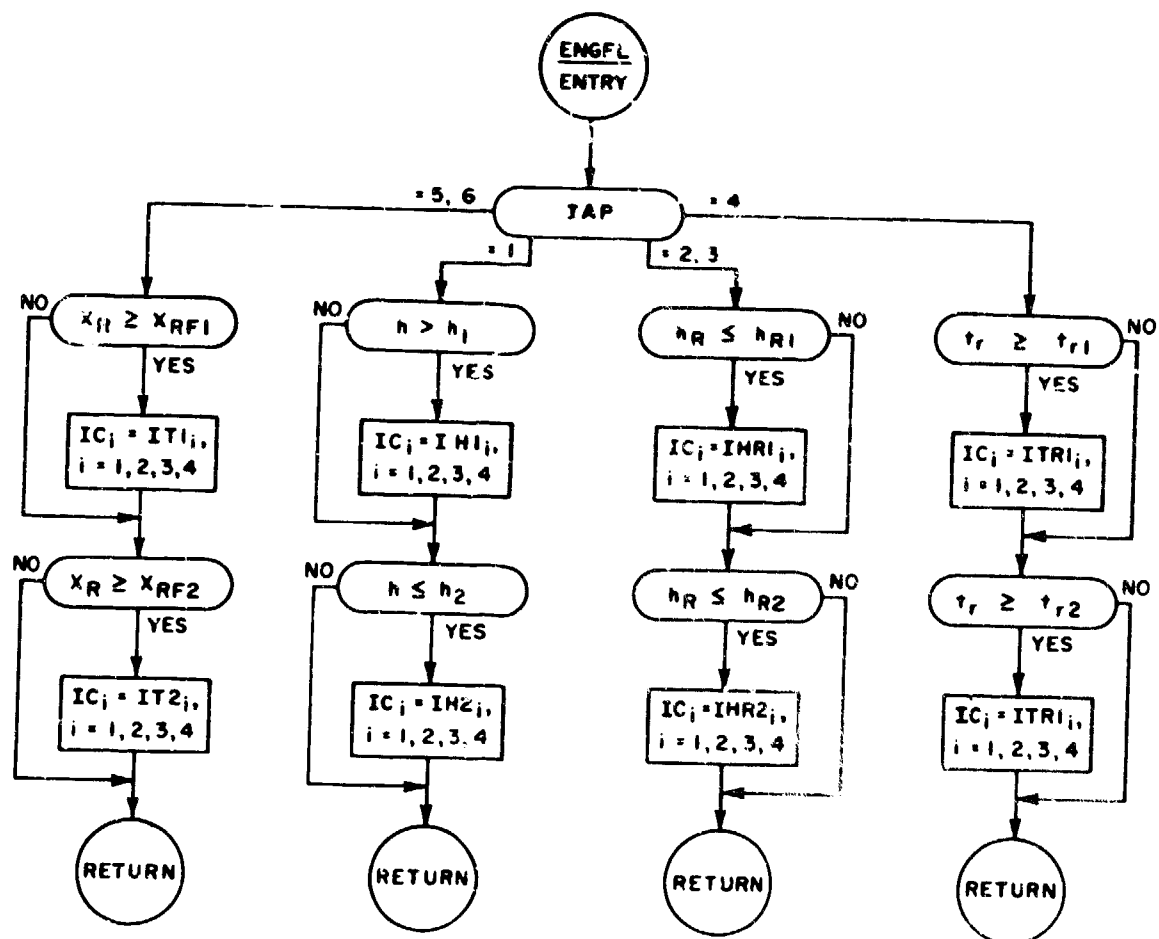 ENGFL
ENTRY
IAP
= 5, 6
= 4
= 1
= 2, 3
NO
X_R ≥ X_RF1
YES
IC_i = IT1_i,
i = 1, 2, 3, 4
X_R ≥ X_RF2
NO
YES
IC_i = IT2_i,
i = 1, 2, 3, 4
RETURN
NO
h > h_1
YES
IC_i = IH1_i,
i = 1, 2, 3, 4
NO
h ≤ h_2
YES
IC_i = IH2_i,
i = 1, 2, 3, 4
RETURN
h_R ≤ h_R1
NO
YES
IC_i = IHR1_i,
i = 1, 2, 3, 4
h_R ≤ h_R2
NO
YES
IC_i = IHR2_i,
i = 1, 2, 3, 4
RETURN
t_r ≥ t_r1
NO
YES
IC_i = ITR1_i,
i = 1, 2, 3, 4
t_r ≥ t_r2
NO
YES
IC_i = ITR1_i,
i = 1, 2, 3, 4
RETURN